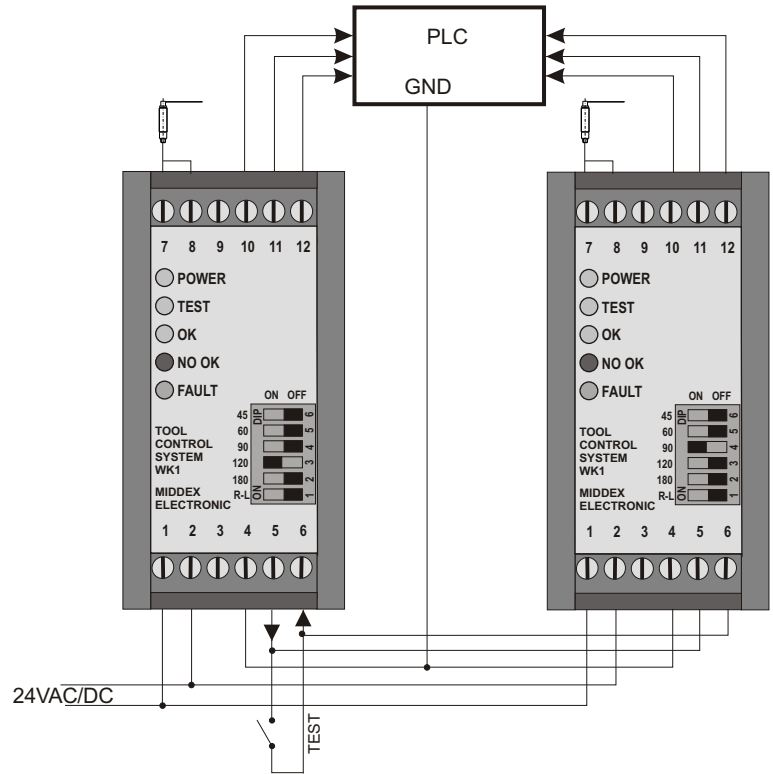 PLC
GND
7 8 9 10 11 12
POWER
TEST
OK
NO OK
FAULT
ON OFF
DIP
45 6
60 5
90 4
120 3
180 2
R-L ON 1
TOOL
CONTROL
SYSTEM
WK1
MIDDEX
ELECTRONIC
1 2 3 4 5 6
7 8 9 10 11 12
POWER
TEST
OK
NO OK
FAULT
ON OFF
DIP
45 6
60 5
90 4
120 3
180 2
R-L ON 1
TOOL
CONTROL
SYSTEM
WK1
MIDDEX
ELECTRONIC
1 2 3 4 5 6
24VAC/DC
TEST